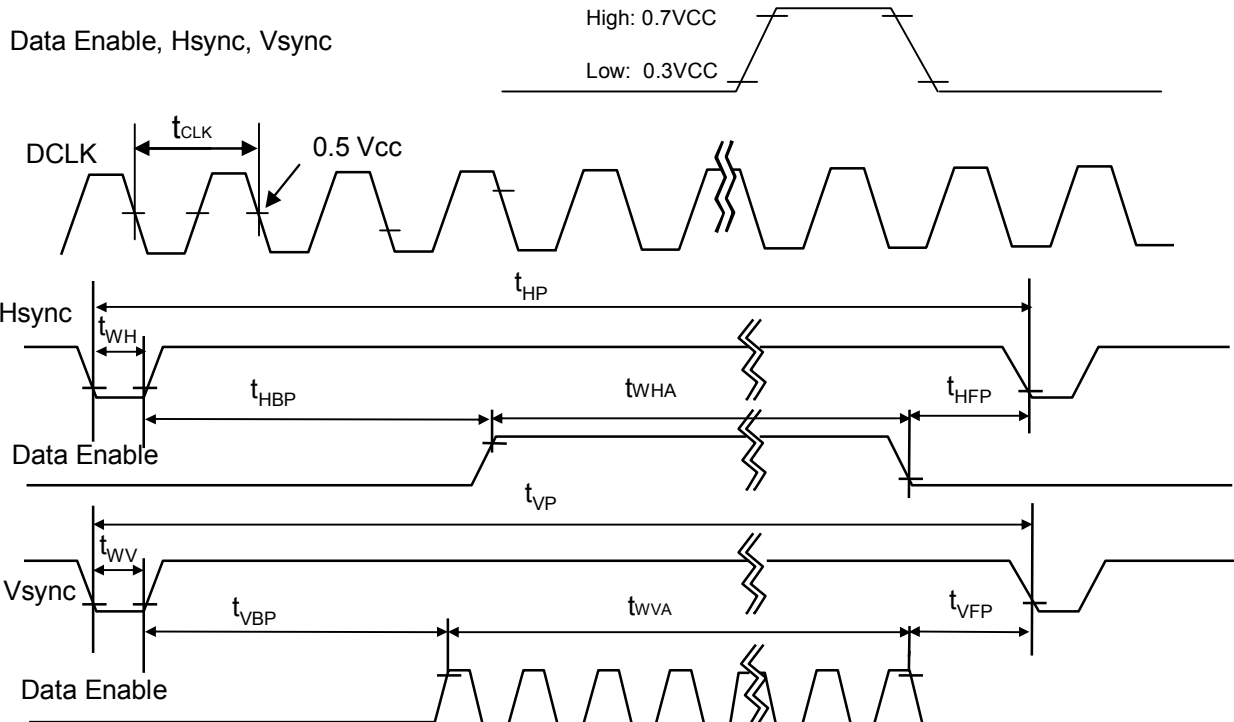 High: 0.7VCC
Data Enable, Hsync, Vsync
Low: 0.3VCC
tCLK
DCLK
0.5 Vcc
tHP
Hsync
tWH
tHBP
tWHA
tHFP
Data Enable
tVP
tWV
Vsync
tVBP
tWVA
tVFP
Data Enable